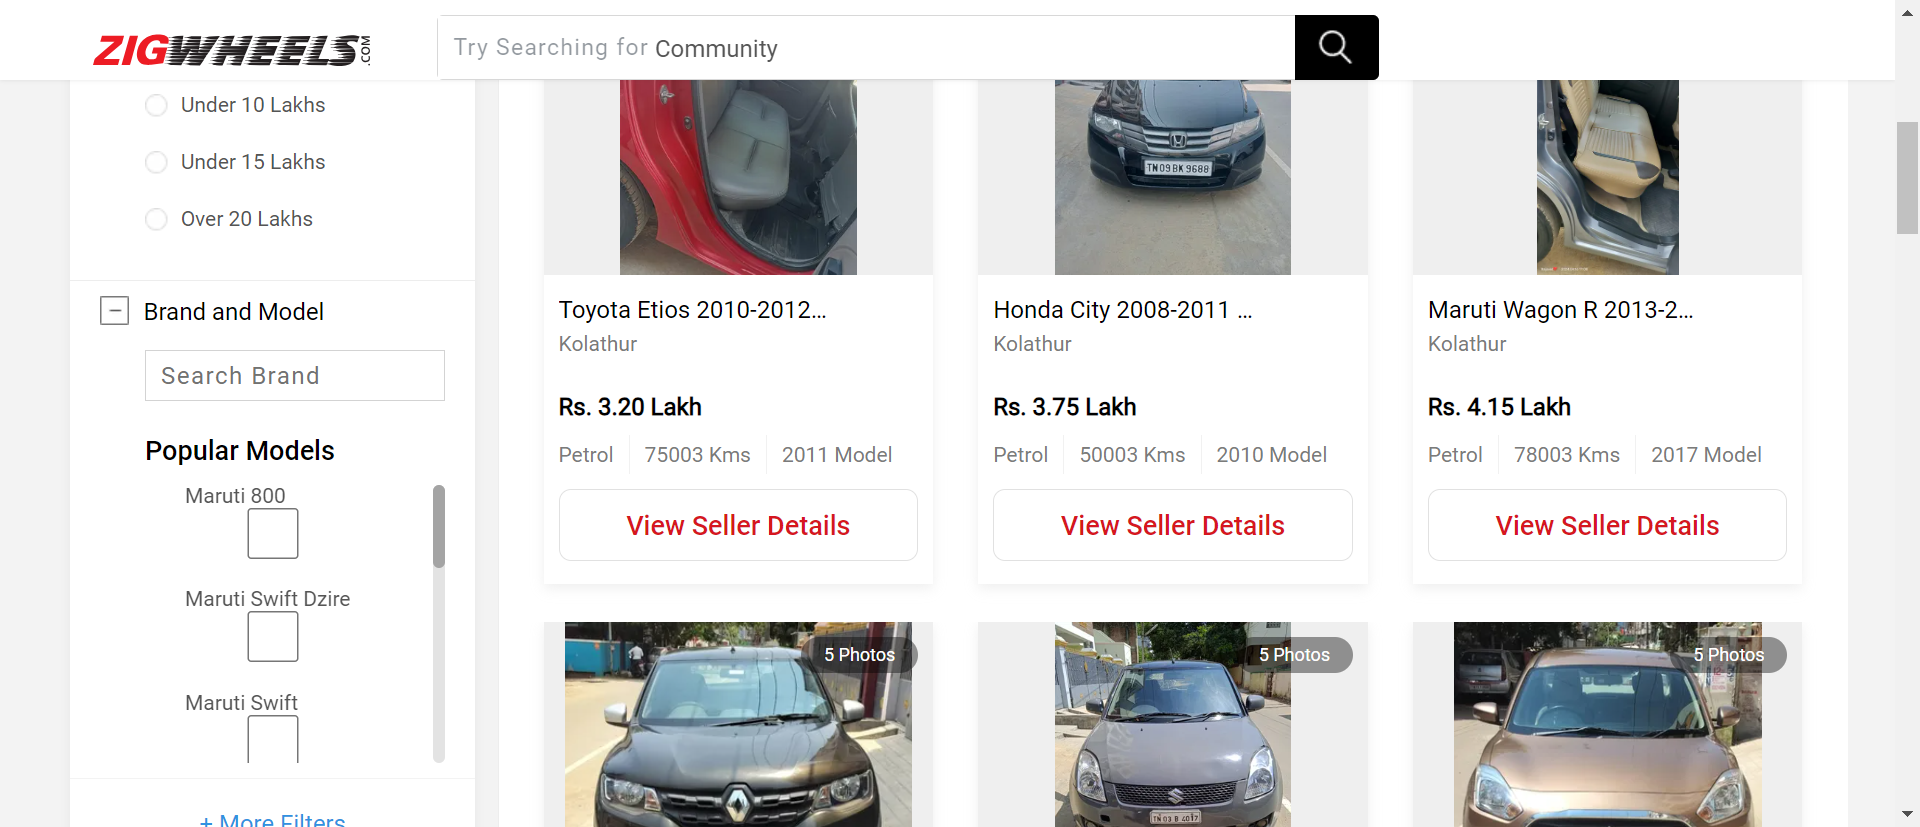 ZIGWHEELS.COM
Try Searching for Community
Under 10 Lakhs
Under 15 Lakhs
Over 20 Lakhs
Brand and Model
Search Brand
Popular Models
Maruti 800
Maruti Swift Dzire
Maruti Swift
+ More Filters
TN 09 BK 9688
Toyota Etios 2010-2012...
Kolathur
Rs. 3.20 Lakh
Petrol 75003 Kms 2011 Model
View Seller Details
Honda City 2008-2011 ...
Kolathur
Rs. 3.75 Lakh
Petrol 50003 Kms 2010 Model
View Seller Details
Maruti Wagon R 2013-2...
Kolathur
Rs. 4.15 Lakh
Petrol 78003 Kms 2017 Model
View Seller Details
5 Photos
5 Photos
TN 03 B 4017
5 Photos